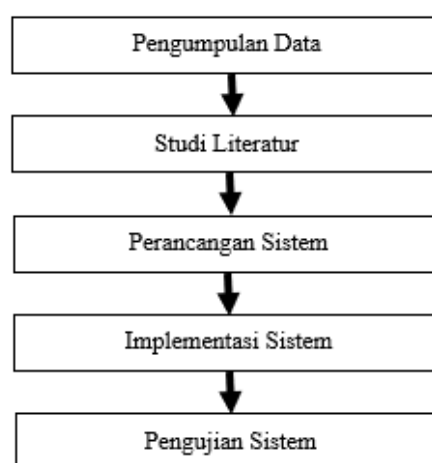 Pengumpulan Data
Studi Literatur
Perancangan Sistem
Implementasi Sistem
Pengujian Sistem